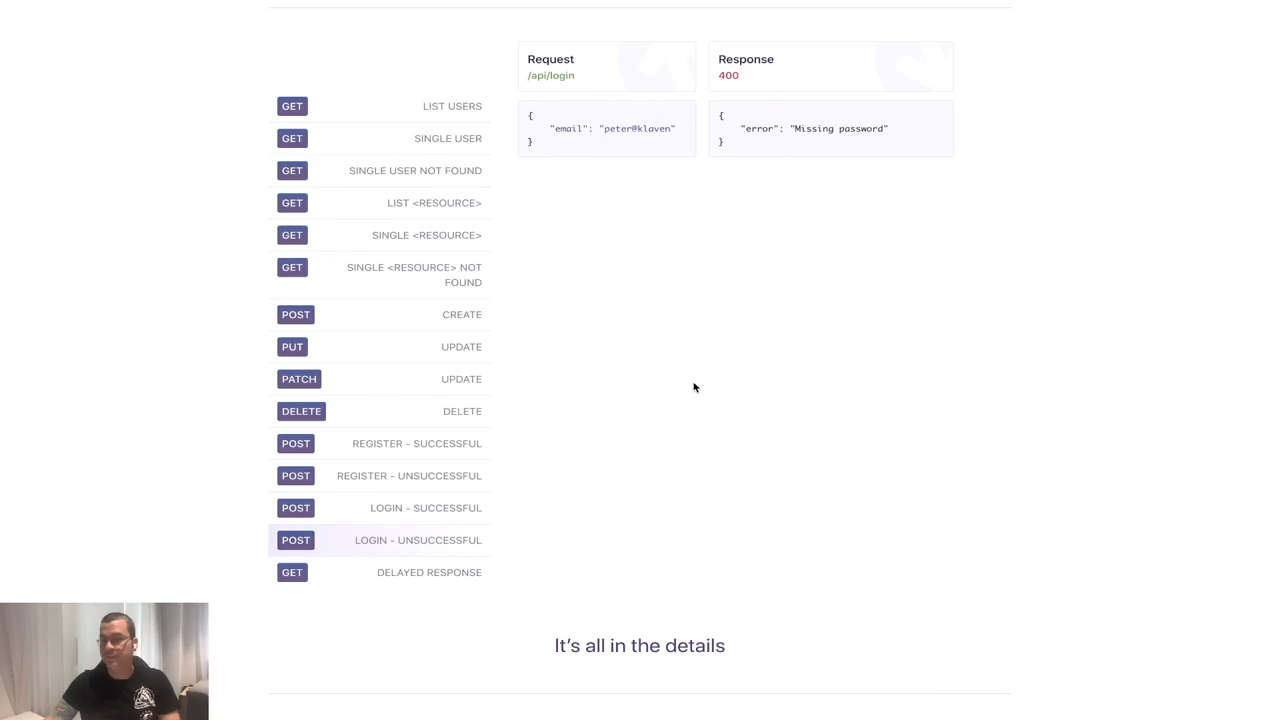 Request
/api/login
Response
400
{
"email": "peter@klaven"
}
{
"error": "Missing password"
}
GET LIST USERS
GET SINGLE USER
GET SINGLE USER NOT FOUND
GET LIST <RESOURCE>
GET SINGLE <RESOURCE>
GET SINGLE <RESOURCE> NOT
FOUND
POST CREATE
PUT UPDATE
PATCH UPDATE
DELETE DELETE
POST REGISTER - SUCCESSFUL
POST REGISTER - UNSUCCESSFUL
POST LOGIN - SUCCESSFUL
POST LOGIN - UNSUCCESSFUL
GET DELAYED RESPONSE
It's all in the details